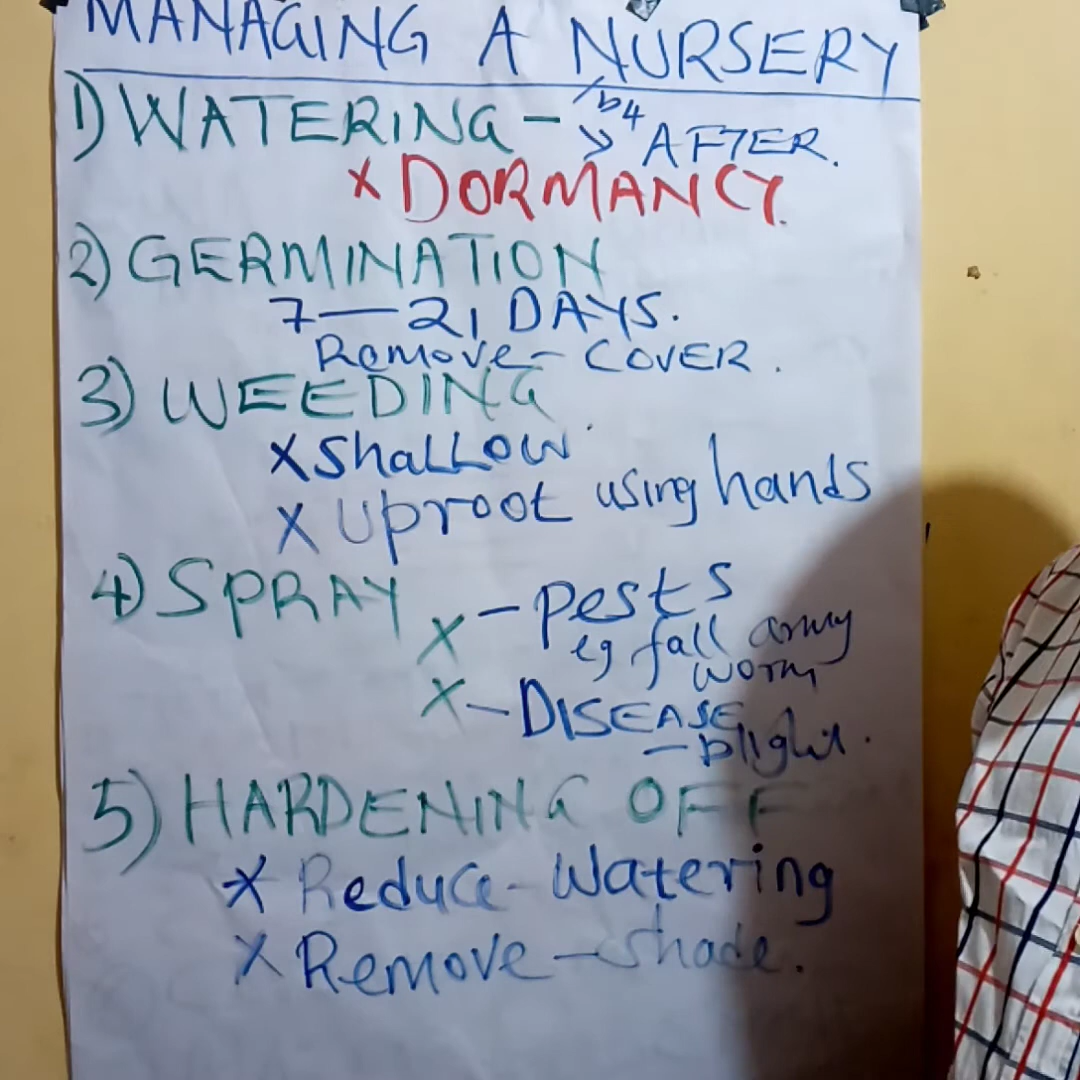 MANAGING A NURSERY
1) WATERING - b4
AFTER.
x DORMANCY.
2) GERMINATION
7 — 21 DAYS.
Remove - COVER.
3) WEEDING
X ShaLLOW
X Uproot using hands
4) SPRAY
X - Pests
eg fall army
worm
X - DISEASE
- blight.
5) HARDENING OFF
X Reduce - Watering
X Remove - shade.